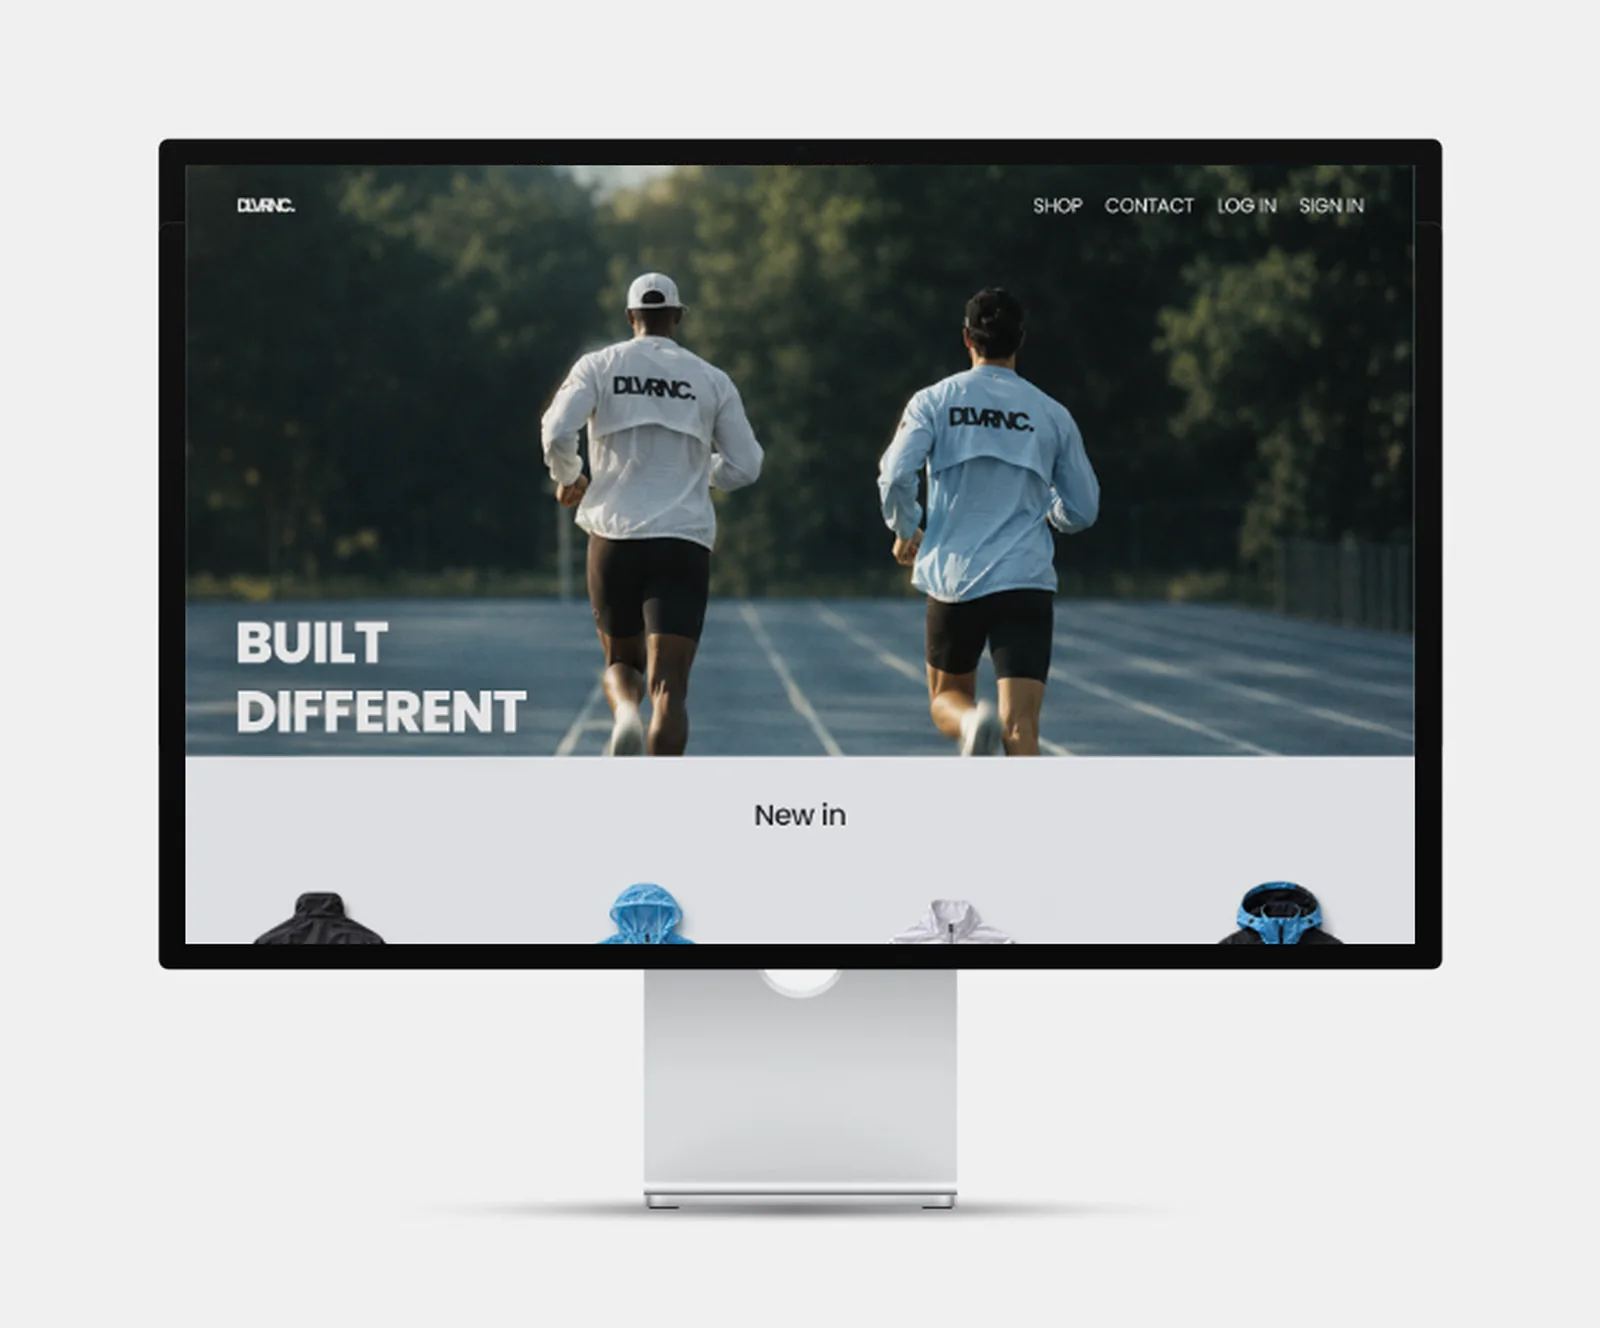 DLVRNC.
SHOP CONTACT LOG IN SIGN IN
DLVRNC.
DLVRNC.
BUILT
DIFFERENT
New in